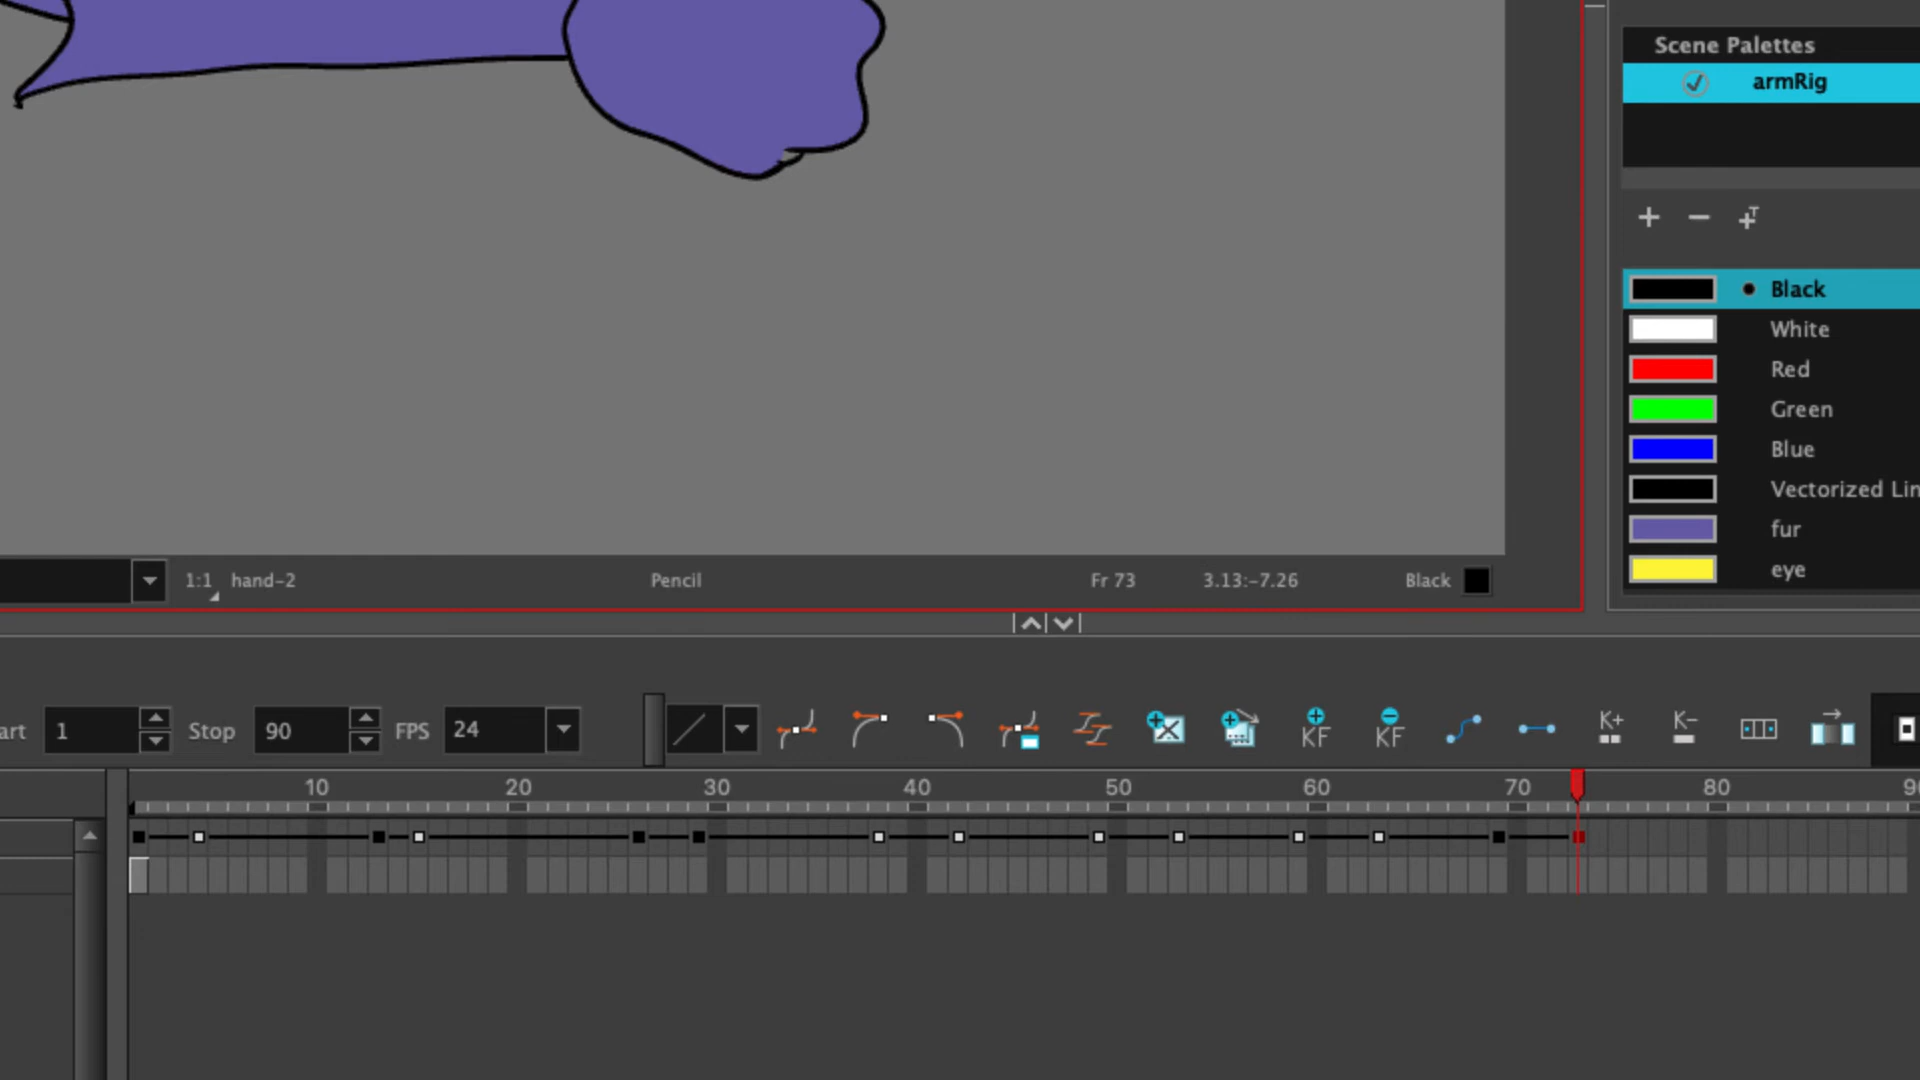 Scene Palettes
armRig
Black
White
Red
Green
Blue
Vectorized Lin
fur
eye
1:1 hand-2 Pencil Fr 73 3.13:-7.26 Black
art 1 Stop 90 FPS 24
KF KF K+ K-
10 20 30 40 50 60 70 80 90